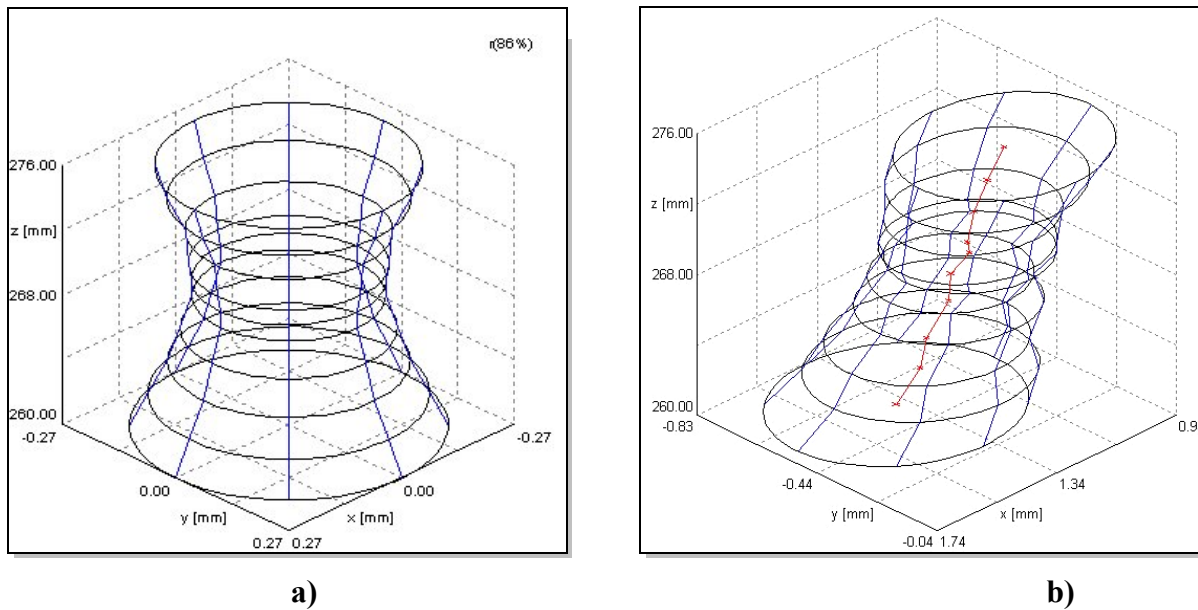 r(86%)
276.00
z [mm]
268.00
260.00
-0.27
-0.27
0.00
0.00
y [mm]
x [mm]
0.27 0.27
276.00
z [mm]
268.00
260.00
-0.83
0.9
-0.44
1.34
y [mm]
x [mm]
-0.04 1.74
a)
b)